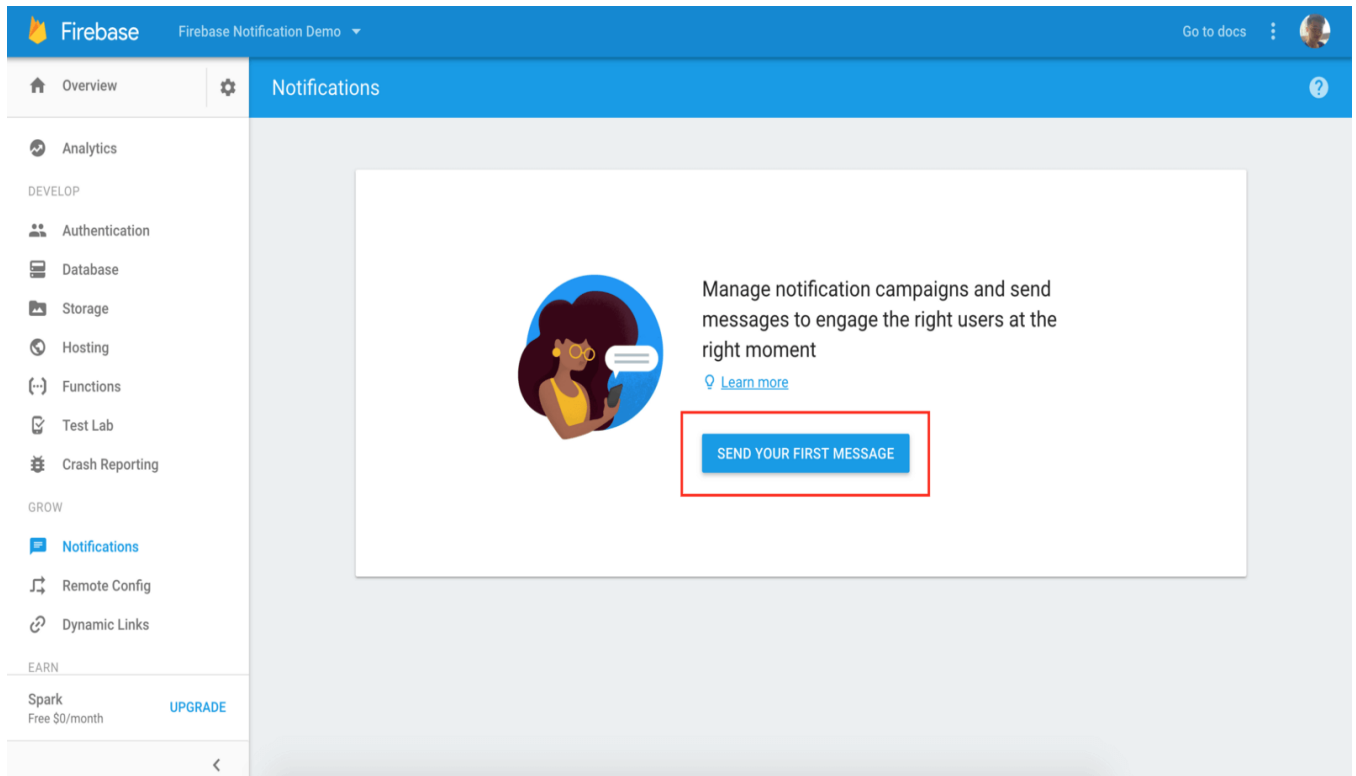 Firebase
Firebase Notification Demo
Go to docs
Overview
Notifications
?
Analytics
DEVELOP
Authentication
Database
Storage
Hosting
Functions
Test Lab
Crash Reporting
GROW
Notifications
Remote Config
Dynamic Links
EARN
Spark
Free $0/month
UPGRADE
Manage notification campaigns and send
messages to engage the right users at the
right moment
Learn more
SEND YOUR FIRST MESSAGE